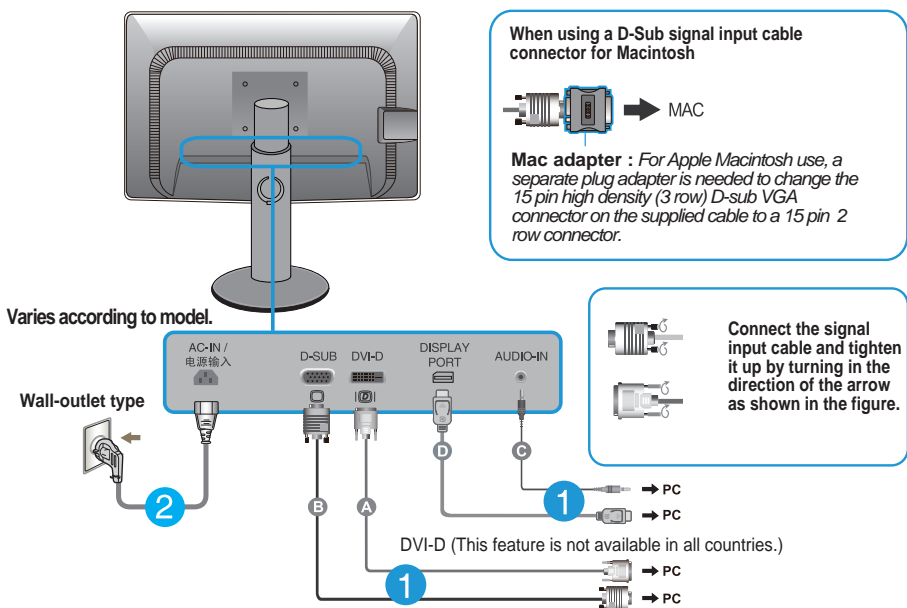 When using a D-Sub signal input cable
connector for Macintosh
MAC
Mac adapter : For Apple Macintosh use, a
separate plug adapter is needed to change the
15 pin high density (3 row) D-sub VGA
connector on the supplied cable to a 15 pin 2
row connector.
Varies according to model.
AC-IN /
电源输入
D-SUB
DVI-D
DISPLAY
PORT
AUDIO-IN
Connect the signal
input cable and tighten
it up by turning in the
direction of the arrow
as shown in the figure.
Wall-outlet type
D
C
2
B
A
1
PC
PC
DVI-D (This feature is not available in all countries.)
1
PC
PC